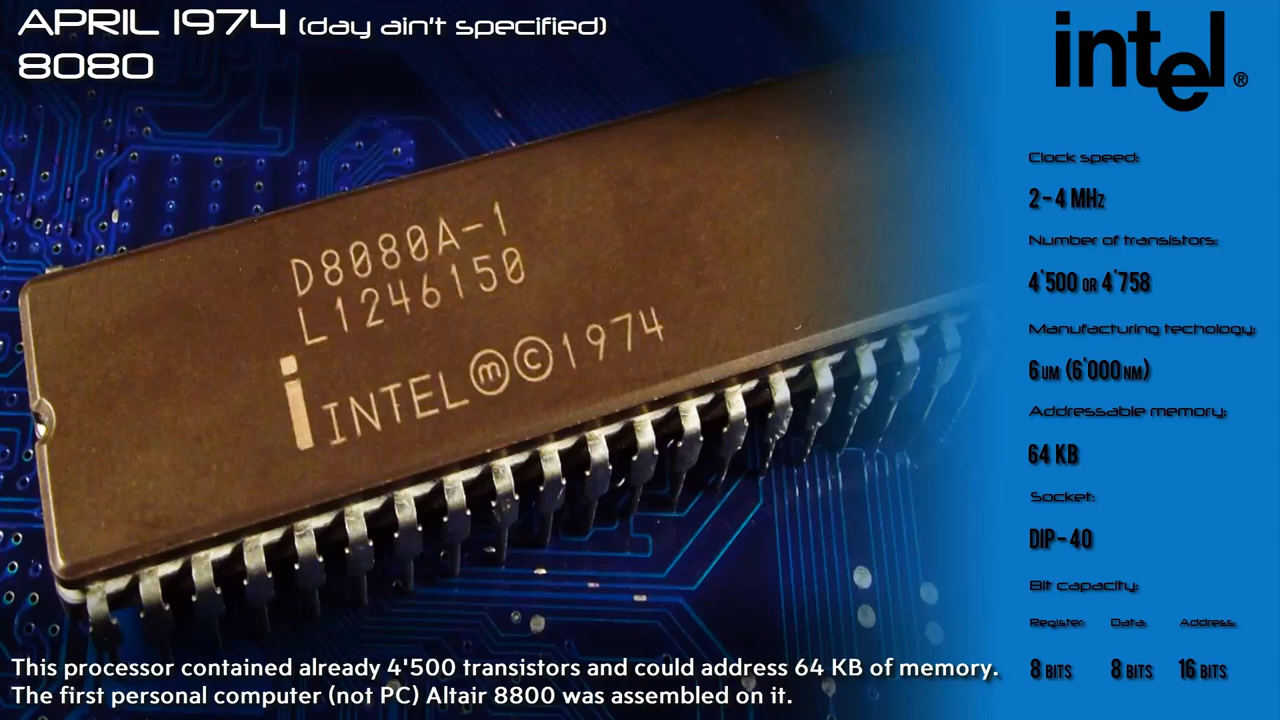 APRIL 1974 (day ain't specified)
8080
intel®
D8080A-1
L1246150
i INTEL ⓜ©1974
Clock speed:
2-4 MHz
Number of transistors:
4'500 OR 4'758
Manufacturing techology:
6UM (6'000NM)
Addressable memory:
64 KB
Socket:
DIP-40
Bit capacity:
Register: Data: Address:
8 BITS 8 BITS 16 BITS
This processor contained already 4'500 transistors and could address 64 KB of memory.
The first personal computer (not PC) Altair 8800 was assembled on it.